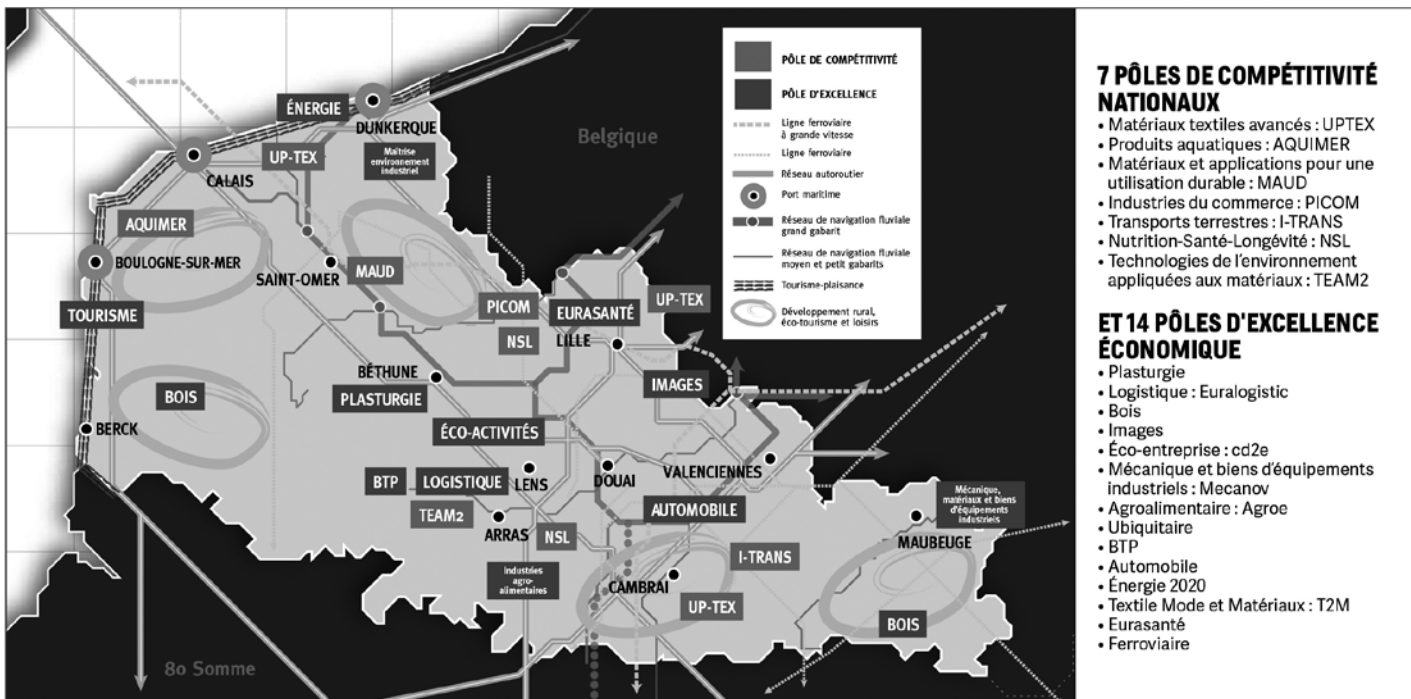 PÔLE DE COMPÉTITIVITÉ
PÔLE D'EXCELLENCE
Ligne ferroviaire
à grande vitesse
Ligne ferroviaire
Réseau autoroutier
Port maritime
Réseau de navigation fluviale
grand gabarit
Réseau de navigation fluviale
moyen et petit gabarits
Tourisme-plaisance
Développement rural,
éco-tourisme et loisirs
ÉNERGIE
DUNKERQUE
Belgique
UP-TEX
Maîtrise
environnement
industriel
CALAIS
AQUIMER
BOULOGNE-SUR-MER
SAINT-OMER
MAUD
TOURISME
PICOM
EURASANTÉ
UP-TEX
NSL
LILLE
BÉTHUNE
IMAGES
PLASTURGIE
BOIS
BERCK
ÉCO-ACTIVITÉS
BTP
LOGISTIQUE
LENS
DOUAI
VALENCIENNES
TEAM2
ARRAS
AUTOMOBILE
Mécanique,
matériaux et biens
d'équipements
industriels
MAUBEUGE
NSL
I-TRANS
Industries
agro-
alimentaires
CAMBRAI
UP-TEX
BOIS
80 Somme
7 PÔLES DE COMPÉTITIVITÉ
NATIONAUX
• Matériaux textiles avancés : UPTEX
• Produits aquatiques : AQUIMER
• Matériaux et applications pour une
utilisation durable : MAUD
• Industries du commerce : PICOM
• Transports terrestres : I-TRANS
• Nutrition-Santé-Longévité : NSL
• Technologies de l'environnement
appliquées aux matériaux : TEAM2
ET 14 PÔLES D'EXCELLENCE
ÉCONOMIQUE
• Plasturgie
• Logistique : Euralogistic
• Bois
• Images
• Éco-entreprise : cd2e
• Mécanique et biens d'équipements
industriels : Mecanov
• Agroalimentaire : Agroe
• Ubiquitaire
• BTP
• Automobile
• Énergie 2020
• Textile Mode et Matériaux : T2M
• Eurasanté
• Ferroviaire